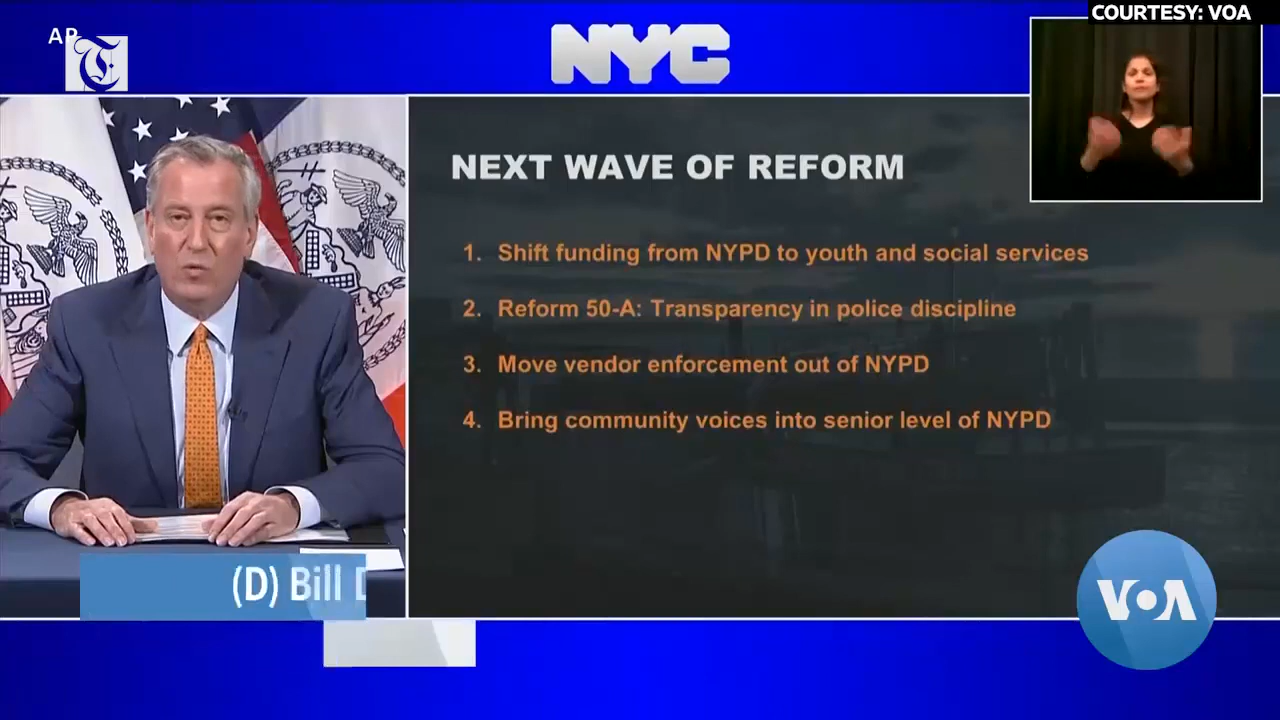 COURTESY: VOA
AP
NYC
NEXT WAVE OF REFORM
1. Shift funding from NYPD to youth and social services
2. Reform 50-A: Transparency in police discipline
3. Move vendor enforcement out of NYPD
4. Bring community voices into senior level of NYPD
(D) Bill D
VOA